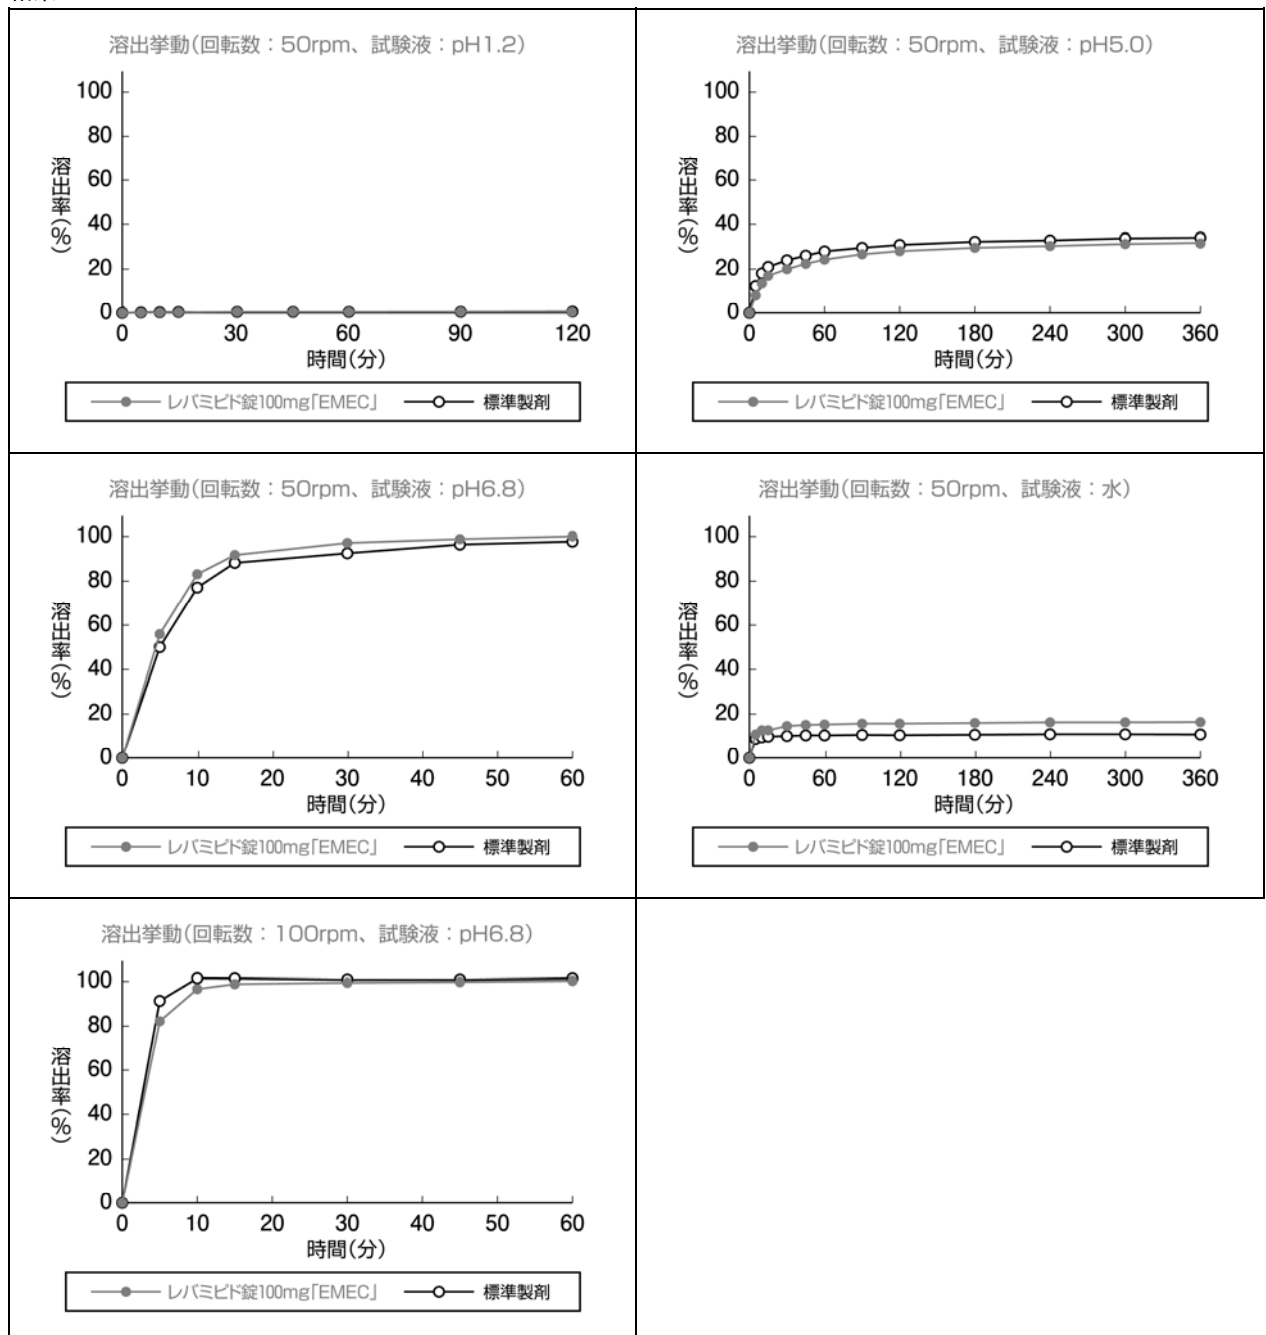 溶出挙動(回転数：50rpm、試験液：pH1.2)
100
80
60
40
20
0
溶出率(%)
0 30 60 90 120
時間(分)
レバミピド錠100mg「EMEC」 標準製剤
溶出挙動(回転数：50rpm、試験液：pH5.0)
100
80
60
40
20
0
溶出率(%)
0 60 120 180 240 300 360
時間(分)
レバミピド錠100mg「EMEC」 標準製剤
溶出挙動(回転数：50rpm、試験液：pH6.8)
100
80
60
40
20
0
溶出率(%)
0 10 20 30 40 50 60
時間(分)
レバミピド錠100mg「EMEC」 標準製剤
溶出挙動(回転数：50rpm、試験液：水)
100
80
60
40
20
0
溶出率(%)
0 60 120 180 240 300 360
時間(分)
レバミピド錠100mg「EMEC」 標準製剤
溶出挙動(回転数：100rpm、試験液：pH6.8)
100
80
60
40
20
0
溶出率(%)
0 10 20 30 40 50 60
時間(分)
レバミピド錠100mg「EMEC」 標準製剤